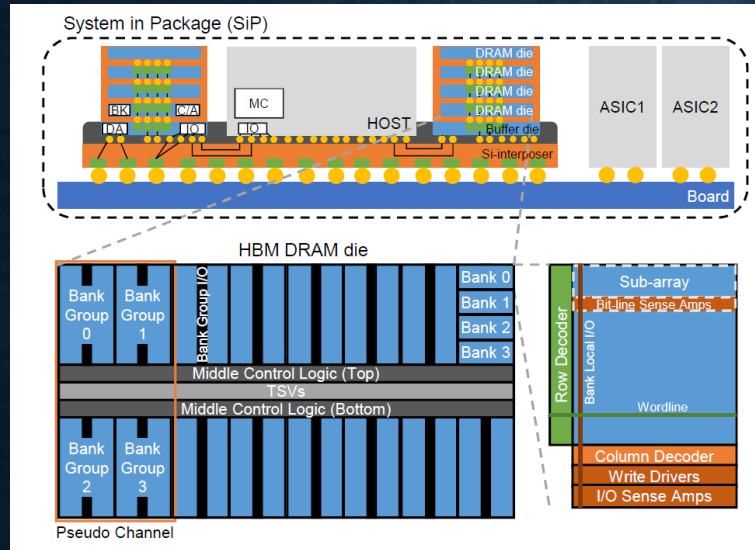 System in Package (SiP)
DRAM die
DRAM die
DRAM die
DRAM die
Buffer die
BK
C/A
DA
IO
MC
IO
HOST
Si-interposer
ASIC1
ASIC2
Board
HBM DRAM die
Bank
Group
0
Bank
Group
1
Bank Group I/O
Bank 0
Bank 1
Bank 2
Bank 3
Middle Control Logic (Top)
TSVs
Middle Control Logic (Bottom)
Bank
Group
2
Bank
Group
3
Pseudo Channel
Row Decoder
Sub-array
Bit-line Sense Amps
Bank Local I/O
Wordline
Column Decoder
Write Drivers
I/O Sense Amps